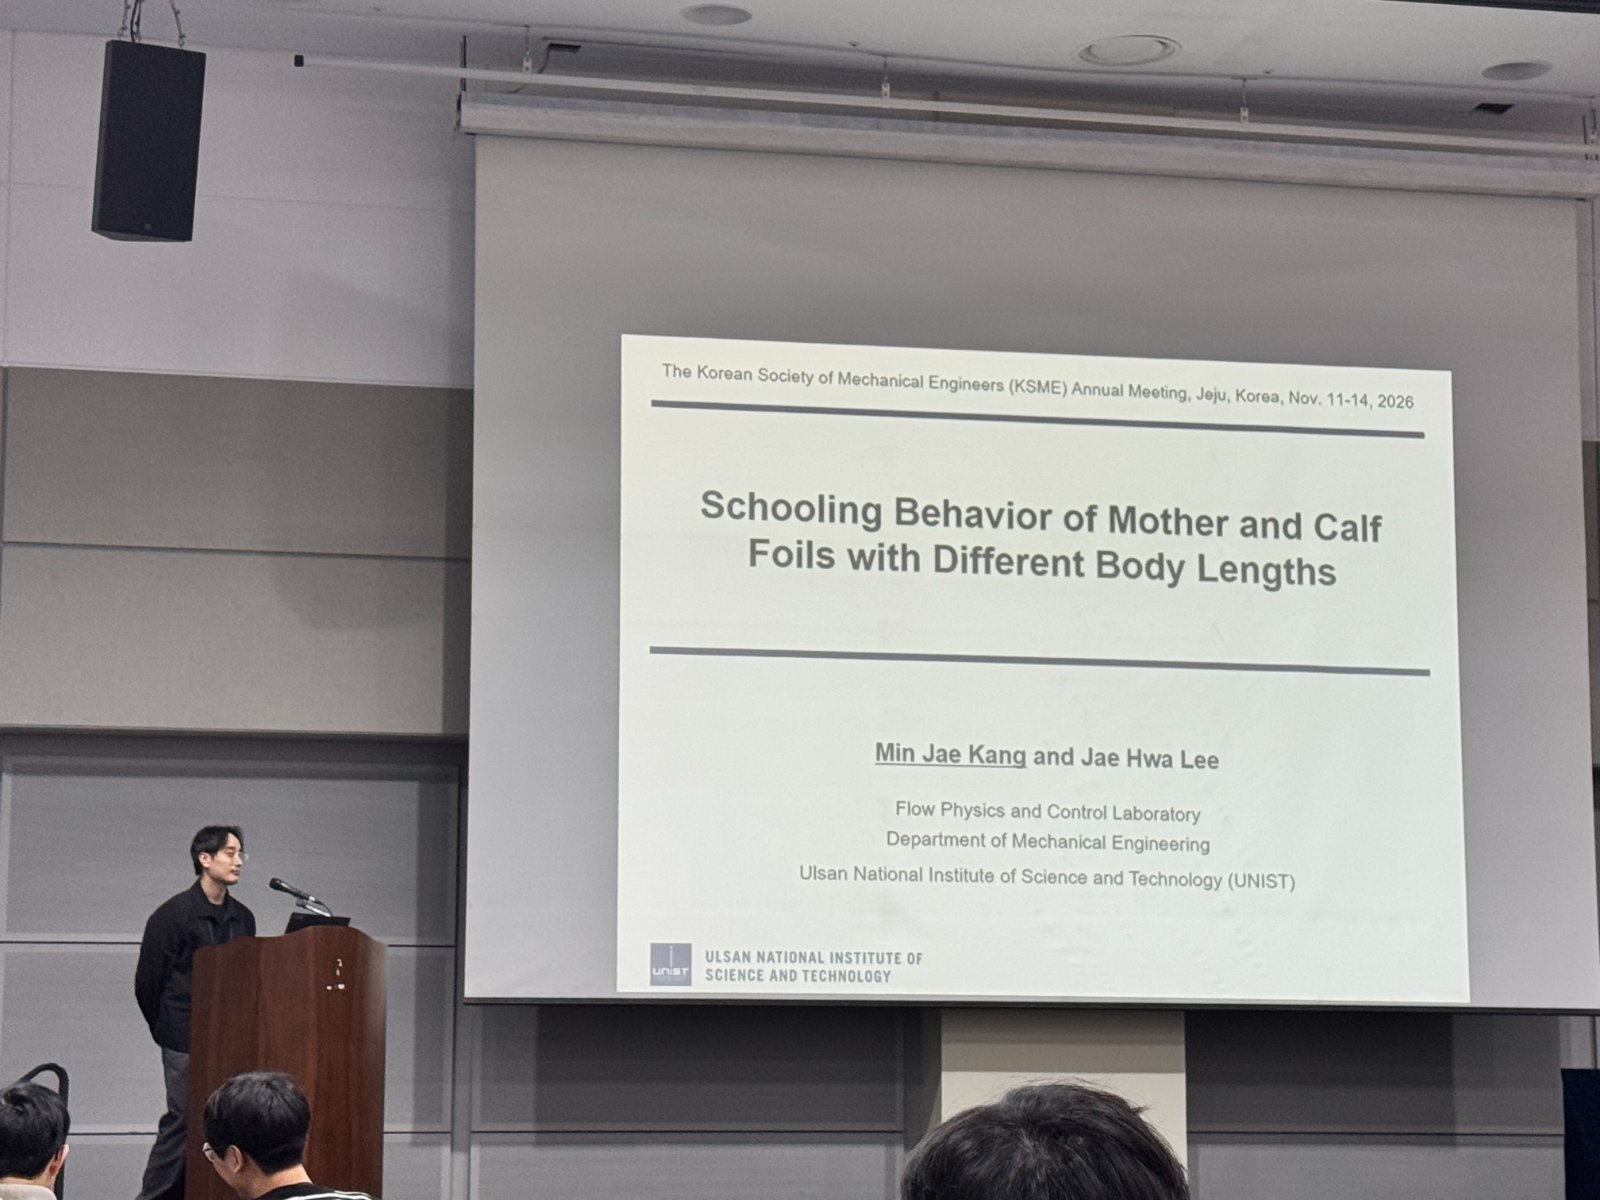 The Korean Society of Mechanical Engineers (KSME) Annual Meeting, Jeju, Korea, Nov. 11-14, 2026
Schooling Behavior of Mother and Calf
Foils with Different Body Lengths
Min Jae Kang and Jae Hwa Lee
Flow Physics and Control Laboratory
Department of Mechanical Engineering
Ulsan National Institute of Science and Technology (UNIST)
UNIST
ULSAN NATIONAL INSTITUTE OF
SCIENCE AND TECHNOLOGY